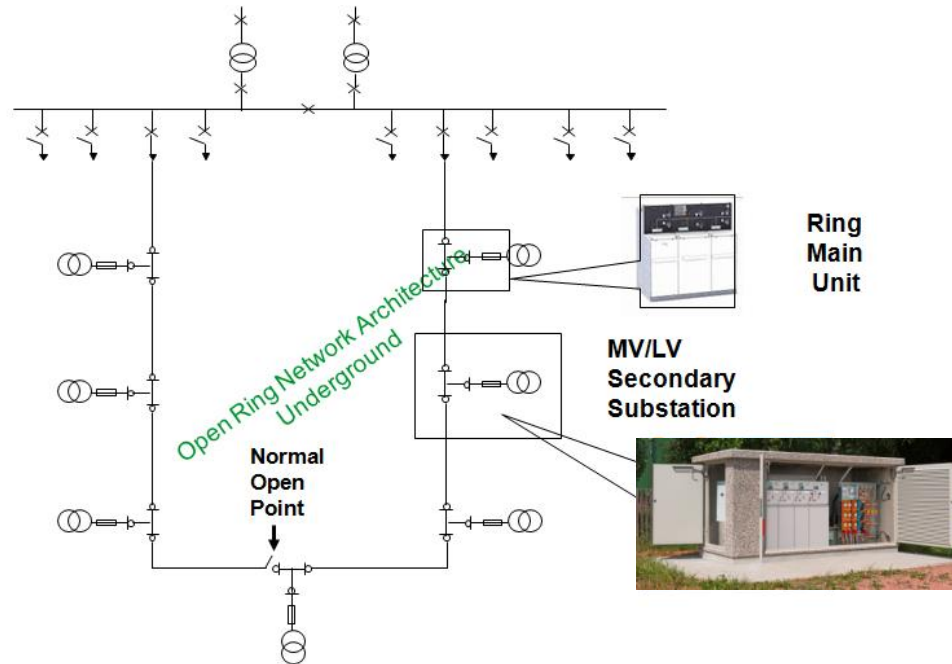 Ring
Main
Unit
Open Ring Network Architecture
Underground
MV/LV
Secondary
Substation
Normal
Open
Point